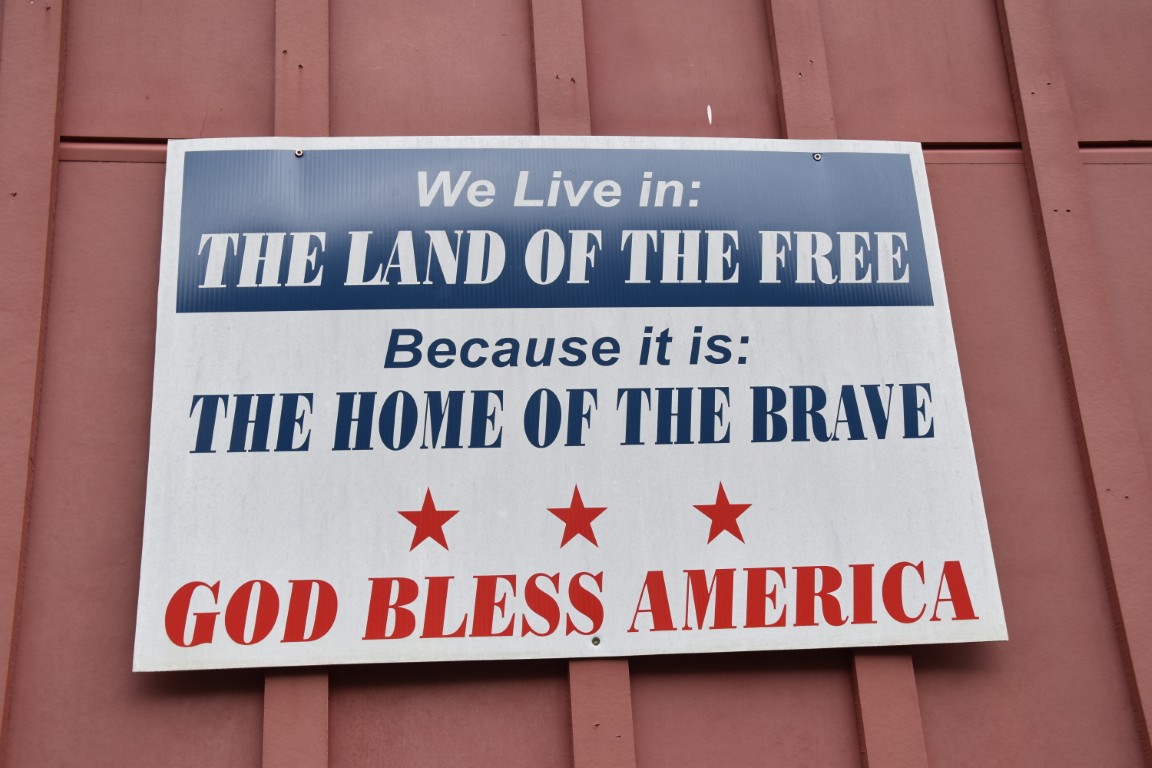 We Live in:
THE LAND OF THE FREE
Because it is:
THE HOME OF THE BRAVE
GOD BLESS AMERICA